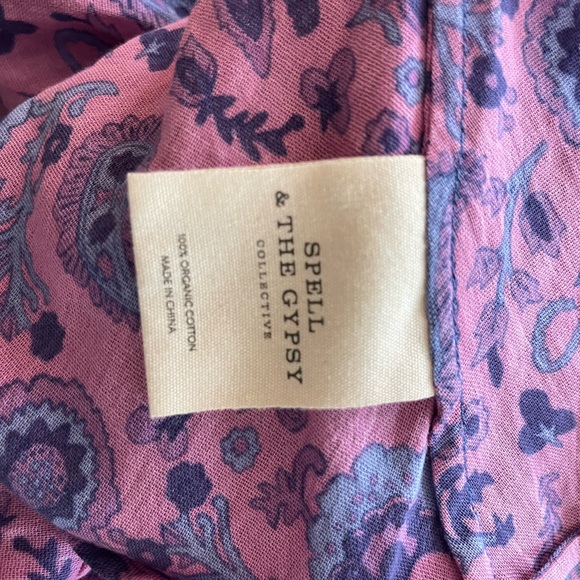 SPELL
& THE GYPSY
COLLECTIVE
100% ORGANIC COTTON
MADE IN CHINA